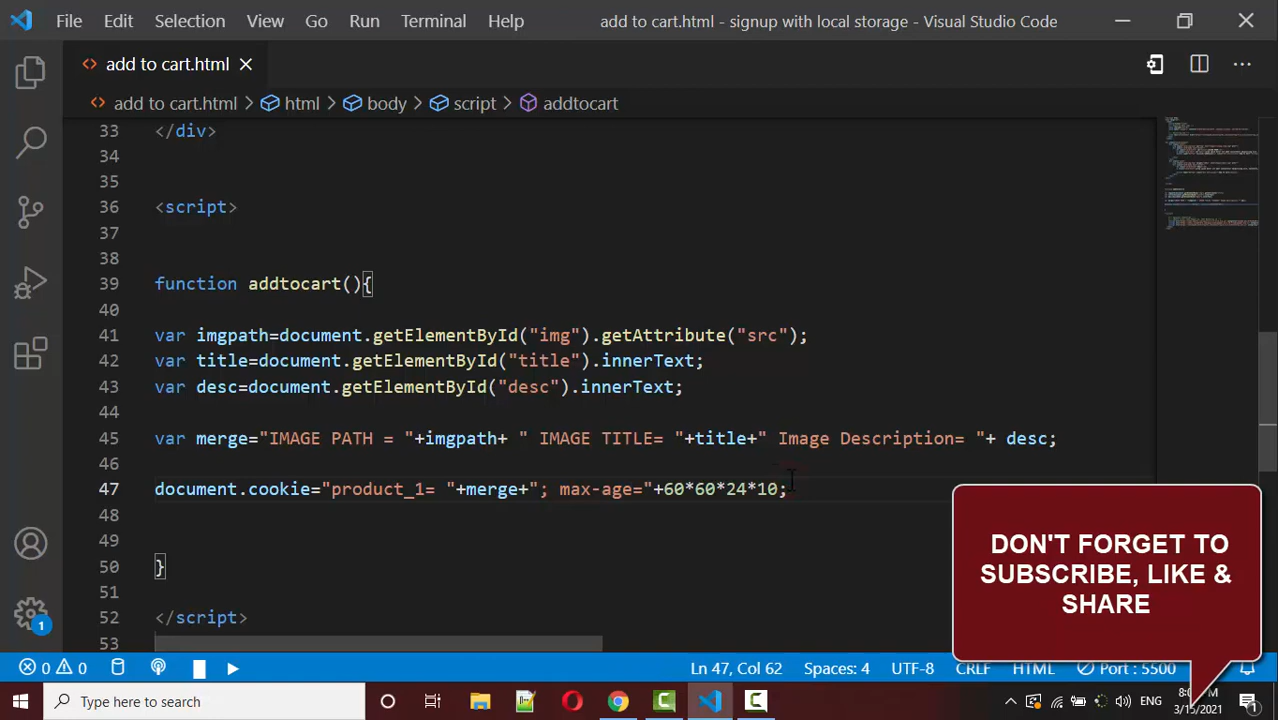 File Edit Selection View Go Run Terminal Help add to cart.html - signup with local storage - Visual Studio Code
add to cart.html
add to cart.html > html > body > script > addtocart
33 </div>
34
35
36 <script>
37
38
39 function addtocart(){
40
41 var imgpath=document.getElementById("img").getAttribute("src");
42 var title=document.getElementById("title").innerText;
43 var desc=document.getElementById("desc").innerText;
44
45 var merge="IMAGE PATH = "+imgpath+ " IMAGE TITLE= "+title+" Image Description= "+ desc;
46
47 document.cookie="product_1= "+merge+"; max-age="+60*60*24*10;
48
49
50 }
51
52 </script>
53
DON'T FORGET TO
SUBSCRIBE, LIKE &
SHARE
1
0 0 Ln 47, Col 62 Spaces: 4 UTF-8 CRLF HTML Port : 5500
Type here to search ENG
3/15/2021 1